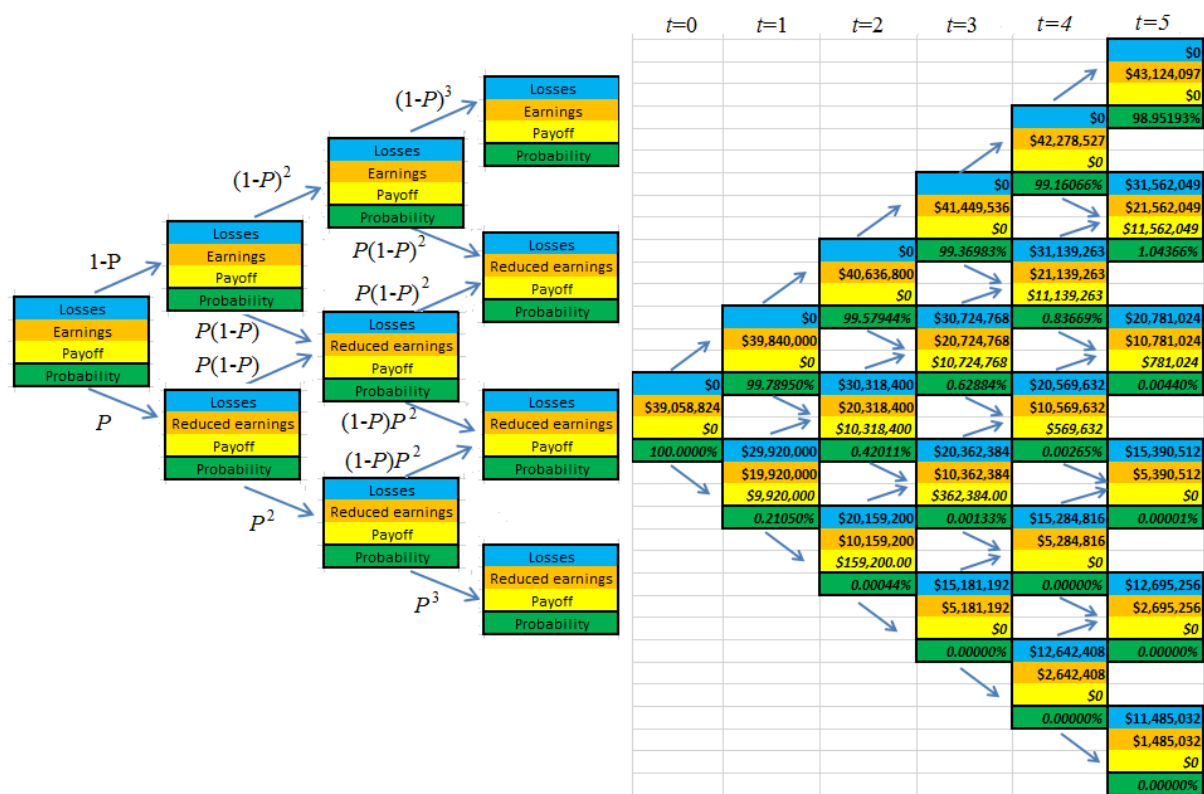 Losses
Earnings
Payoff
Probability
1-P
P
Losses
Earnings
Payoff
Probability
P(1-P)
P(1-P)
Losses
Reduced earnings
Payoff
Probability
(1-P)²
P²
Losses
Earnings
Payoff
Probability
P(1-P)²
P(1-P)²
Losses
Reduced earnings
Payoff
Probability
(1-P)P²
(1-P)P²
Losses
Reduced earnings
Payoff
Probability
(1-P)³
P³
Losses
Earnings
Payoff
Probability
Losses
Reduced earnings
Payoff
Probability
Losses
Reduced earnings
Payoff
Probability
Losses
Reduced earnings
Payoff
Probability
t=0
$0
$39,058,824
$0
100.0000%
t=1
$0
$39,840,000
$0
99.78950%
$29,920,000
$19,920,000
$9,920,000
0.21050%
t=2
$0
$40,636,800
$0
99.57944%
$30,318,400
$20,318,400
$10,318,400
0.42011%
$20,159,200
$10,159,200
$159,200.00
0.00044%
t=3
$0
$41,449,536
$0
99.36983%
$30,724,768
$20,724,768
$10,724,768
0.62884%
$20,362,384
$10,362,384
$362,384.00
0.00133%
$15,181,192
$5,181,192
$0
0.00000%
t=4
$0
$42,278,527
$0
99.16066%
$31,139,263
$21,139,263
$11,139,263
0.83669%
$20,569,632
$10,569,632
$569,632
0.00265%
$15,284,816
$5,284,816
$0
0.00000%
$12,642,408
$2,642,408
$0
0.00000%
t=5
$0
$43,124,097
$0
98.95193%
$31,562,049
$21,562,049
$11,562,049
1.04366%
$20,781,024
$10,781,024
$781,024
0.00440%
$15,390,512
$5,390,512
$0
0.00001%
$12,695,256
$2,695,256
$0
0.00000%
$11,485,032
$1,485,032
$0
0.00000%